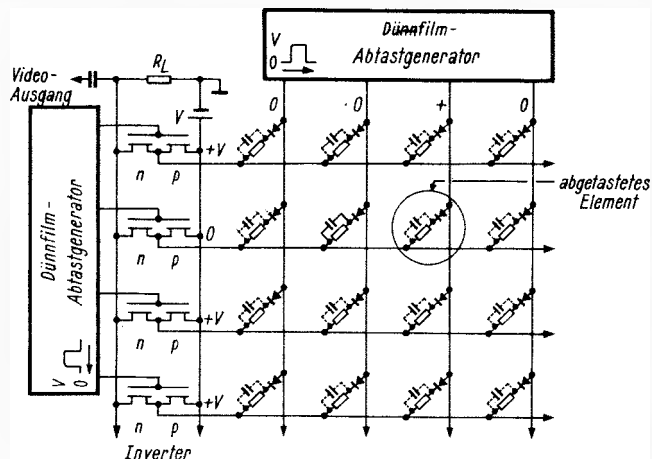 Dünnfilm-
Abtastgenerator
V
0
Video-
Ausgang
R_L
V
0
0
+
0
+V
n p
abgetastetes
Element
0
n p
+V
n p
+V
n p
Dünnfilm-
Abtastgenerator
V
0
Inverter